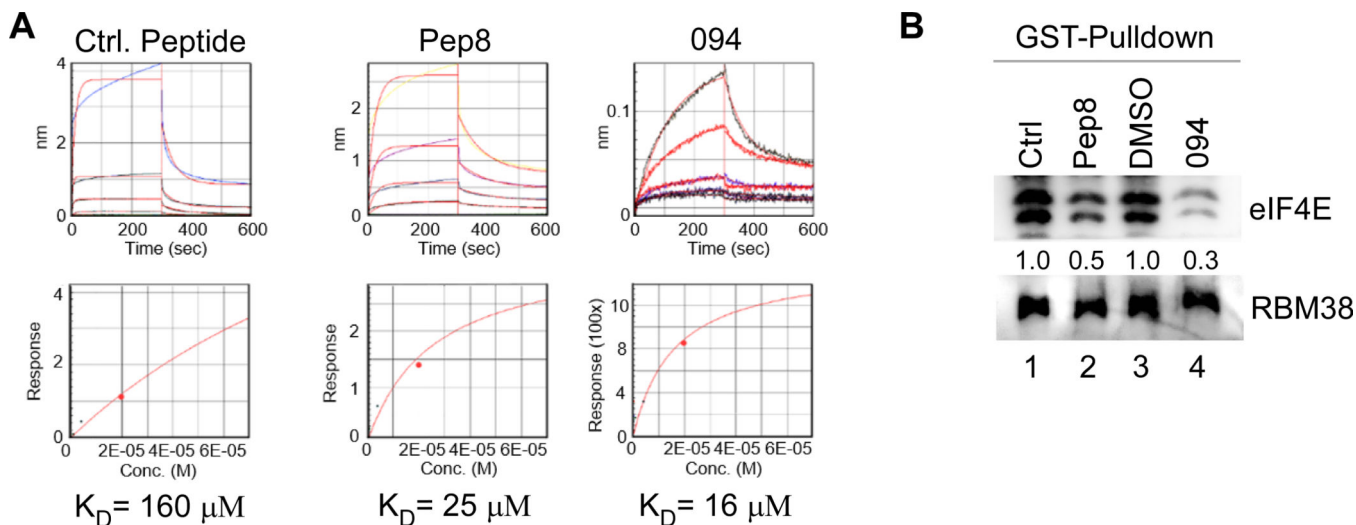 A
Ctrl. Peptide
Pep8
094
4
2
0
nm
0 200 400 600
Time (sec)
2
1
0
nm
0 200 400 600
Time (sec)
0.1
0
nm
0 200 400 600
Time (sec)
4
3
2
1
0
Response
0 2E-05 4E-05 6E-05
Conc. (M)
2
1
0
Response
0 2E-05 4E-05 6E-05
Conc. (M)
10
8
6
4
2
0
Response (100x)
0 2E-05 4E-05 6E-05
Conc. (M)
K_D= 160 μM
K_D= 25 μM
K_D= 16 μM
B
GST-Pulldown
Ctrl
Pep8
DMSO
094
eIF4E
1.0 0.5 1.0 0.3
RBM38
1 2 3 4